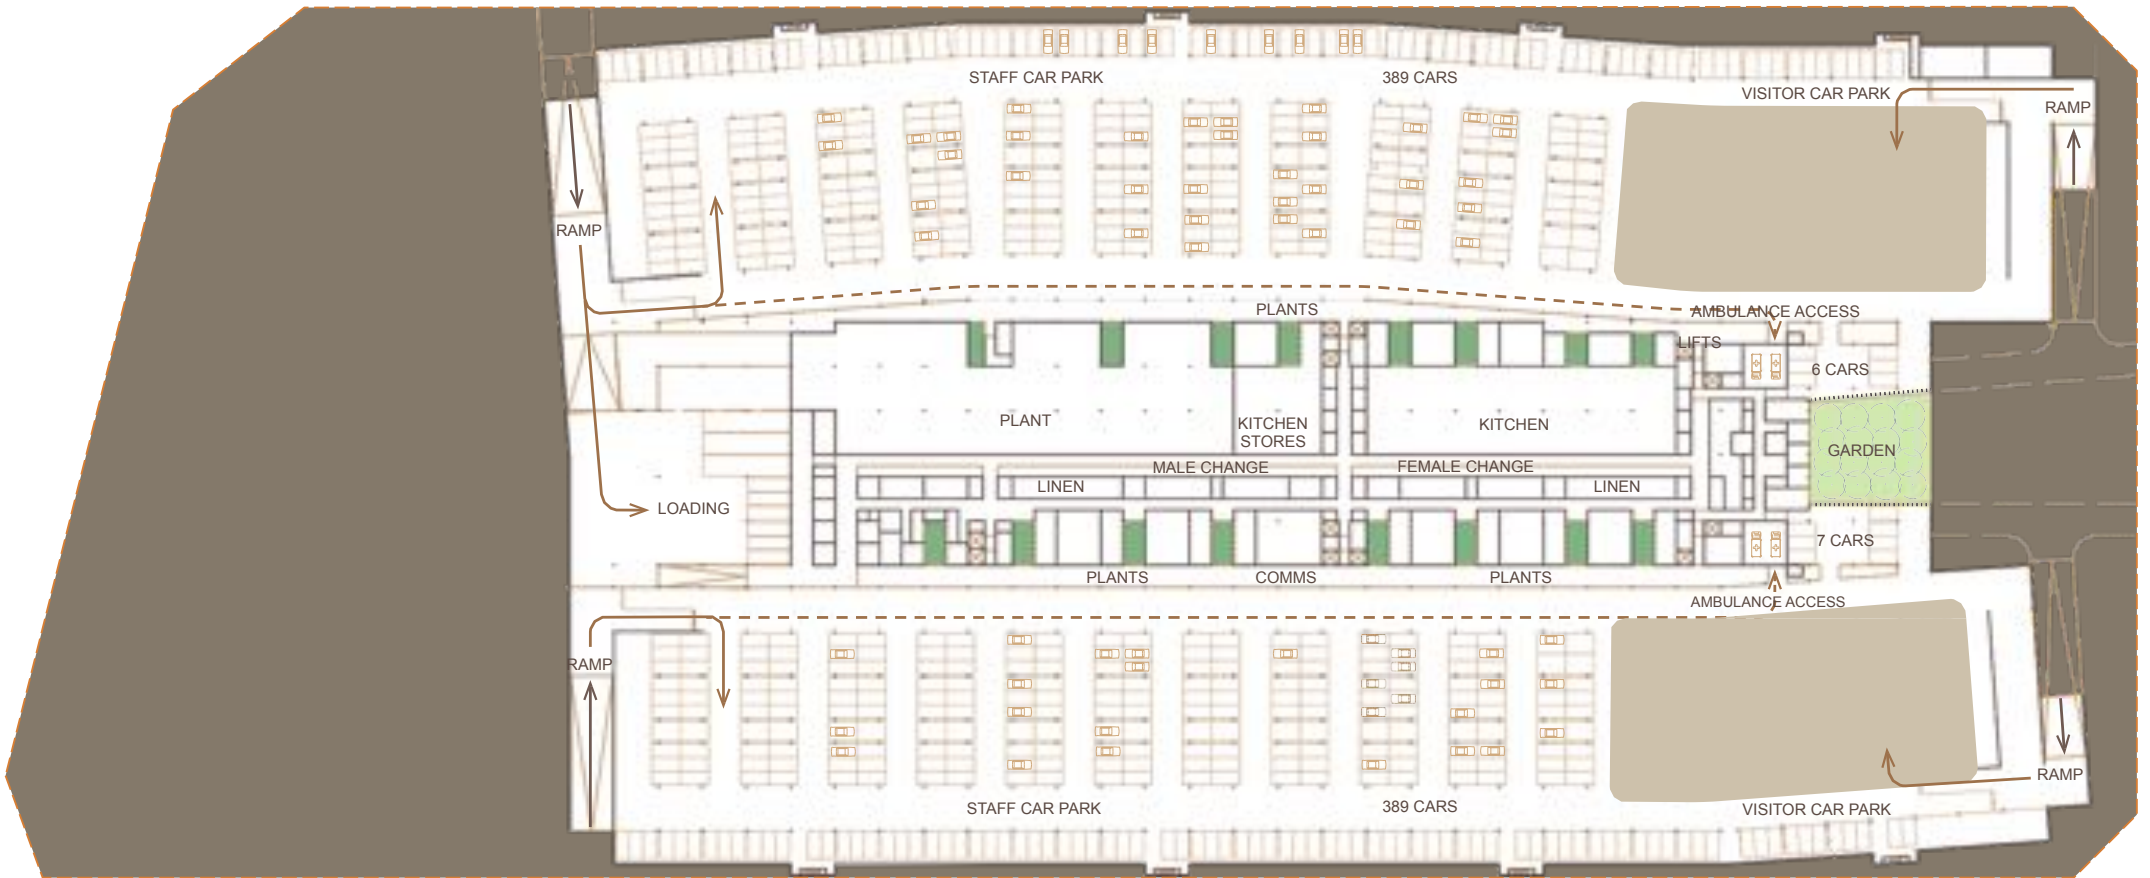 STAFF CAR PARK
389 CARS
VISITOR CAR PARK
RAMP
RAMP
PLANTS
AMBULANCE ACCESS
LIFTS
6 CARS
PLANT
KITCHEN
STORES
KITCHEN
GARDEN
MALE CHANGE
FEMALE CHANGE
LINEN
LINEN
LOADING
7 CARS
PLANTS
COMMS
PLANTS
AMBULANCE ACCESS
RAMP
RAMP
STAFF CAR PARK
389 CARS
VISITOR CAR PARK